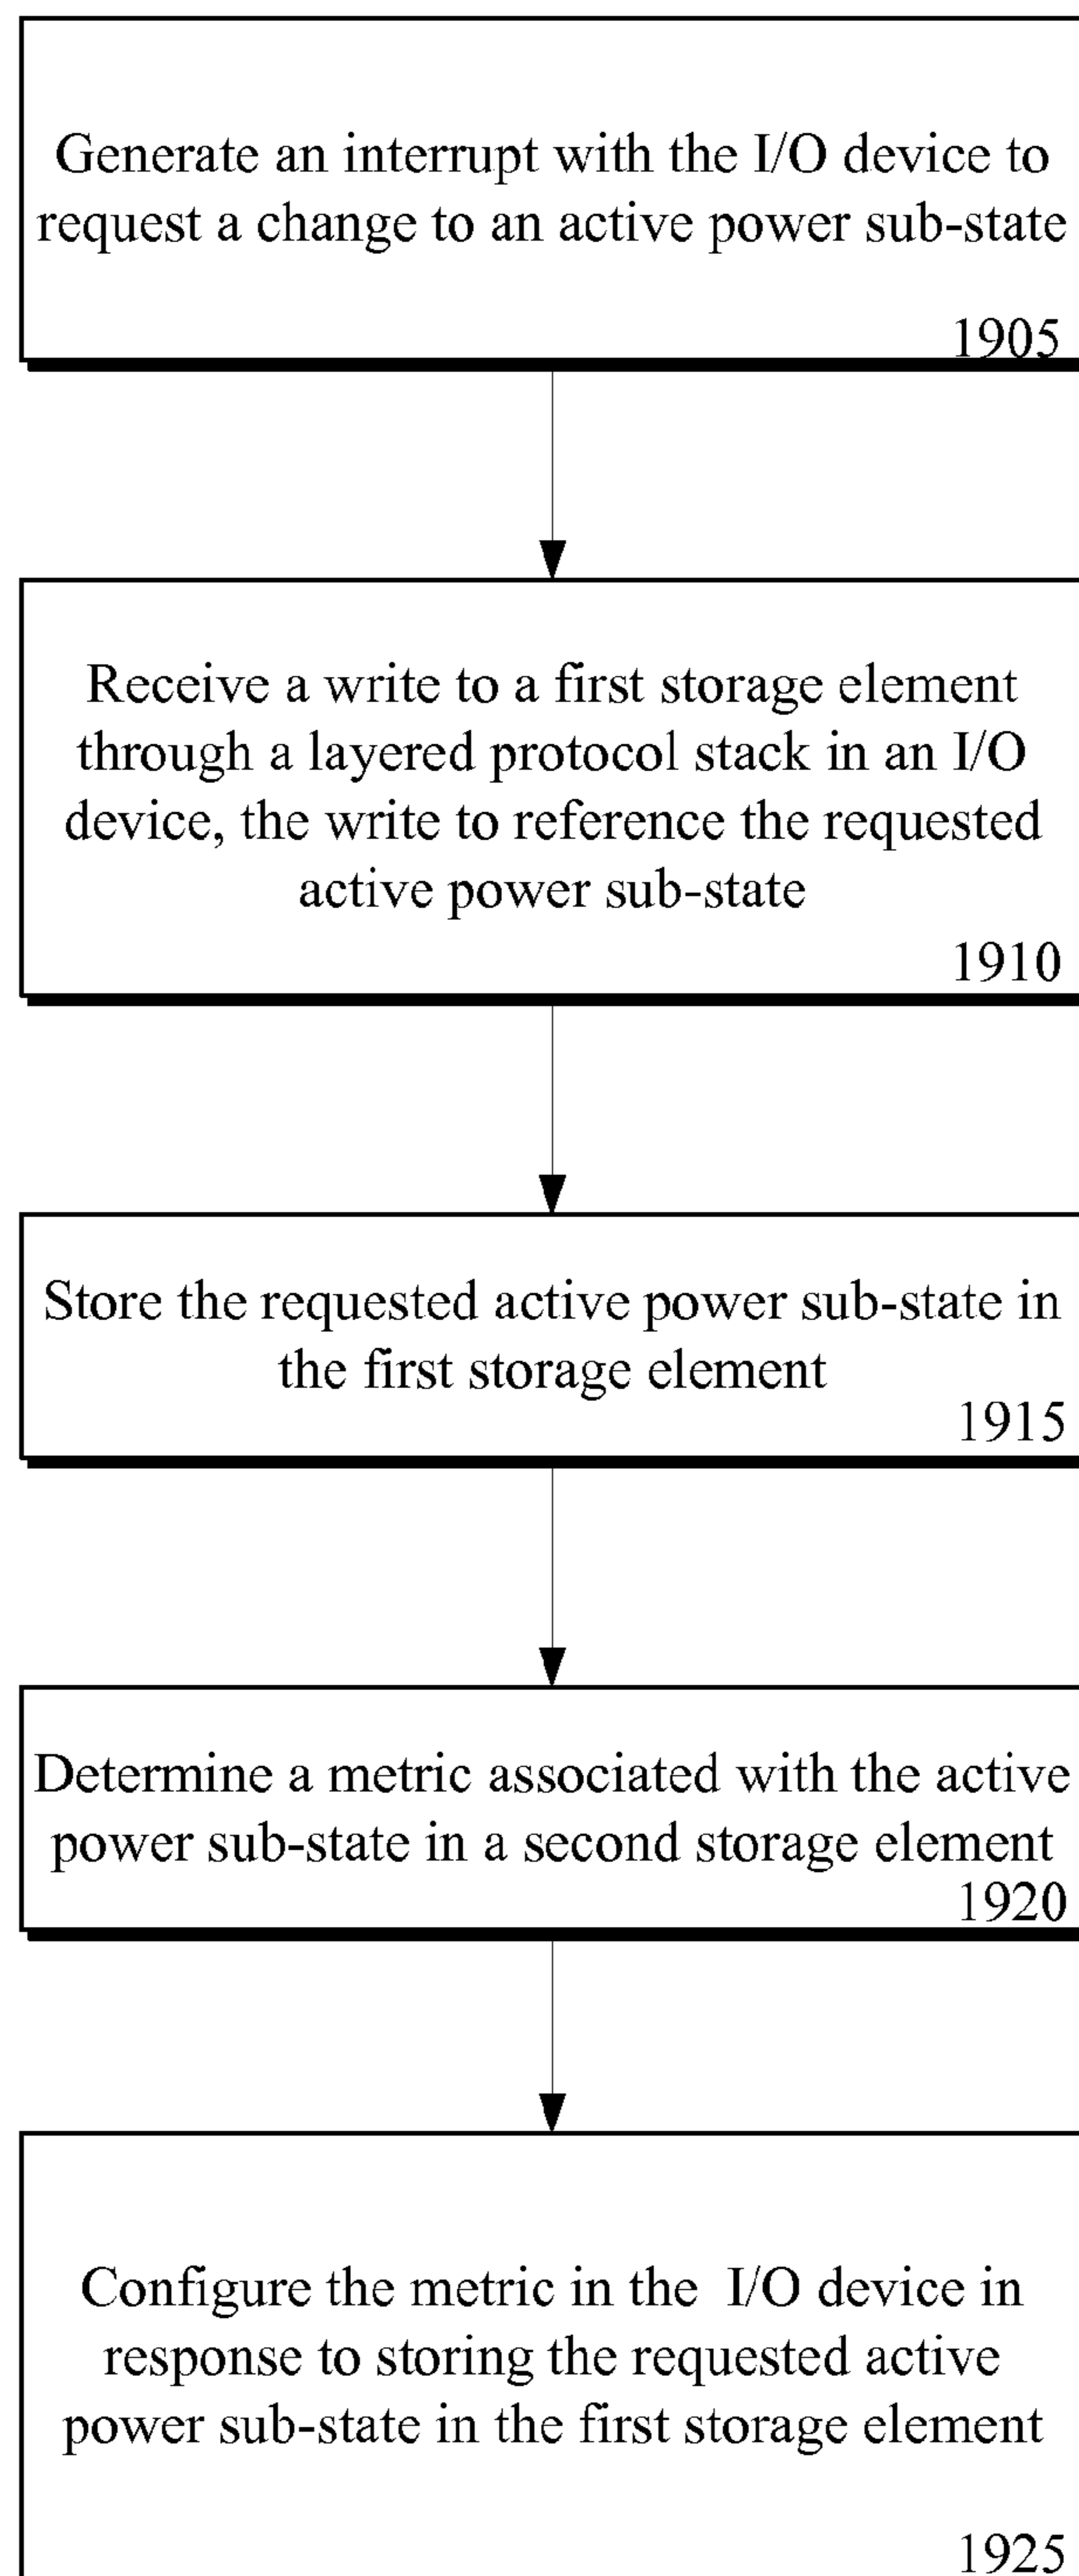 Generate an interrupt with the I/O device to
request a change to an active power sub-state
1905
Receive a write to a first storage element
through a layered protocol stack in an I/O
device, the write to reference the requested
active power sub-state
1910
Store the requested active power sub-state in
the first storage element
1915
Determine a metric associated with the active
power sub-state in a second storage element
1920
Configure the metric in the I/O device in
response to storing the requested active
power sub-state in the first storage element
1925